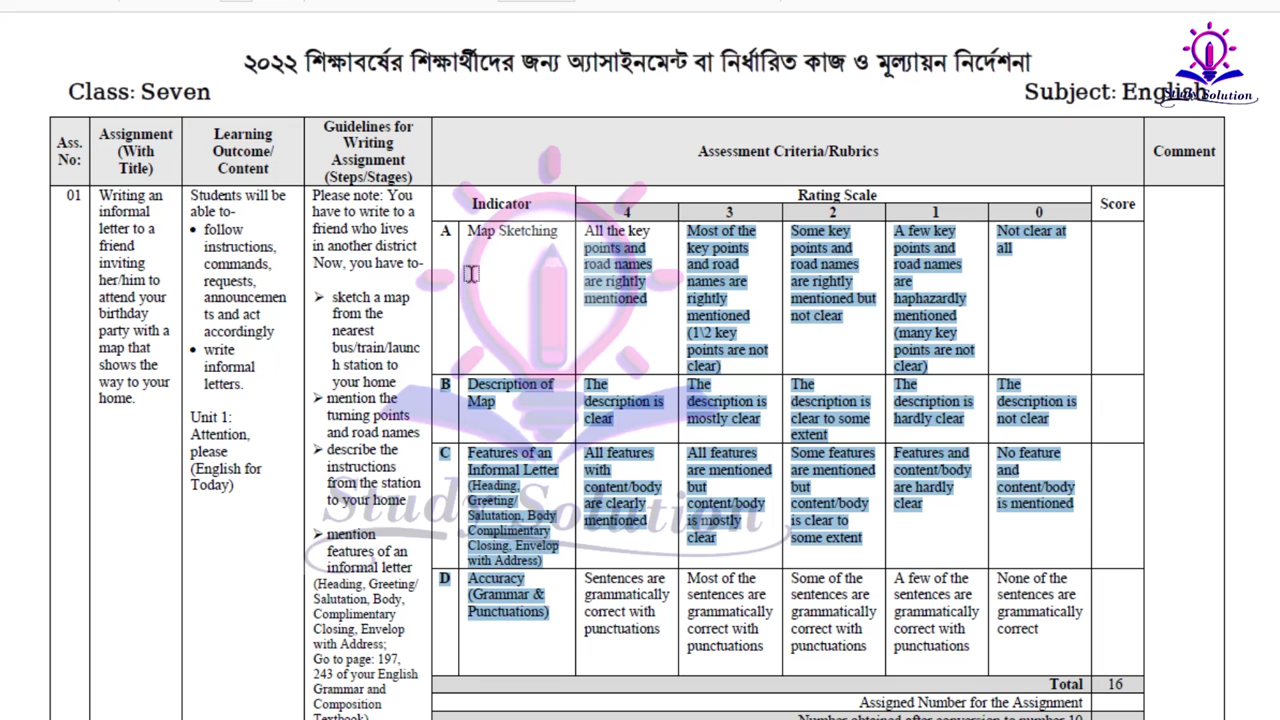 ২০২২ শিক্ষাবর্ষের শিক্ষার্থীদের জন্য অ্যাসাইনমেন্ট বা নির্ধারিত কাজ ও মূল্যায়ন নির্দেশনা
Class: Seven
Subject: English
Study Solution
Ass.
No:
Assignment
(With
Title)
Learning
Outcome/
Content
Guidelines for
Writing
Assignment
(Steps/Stages)
Assessment Criteria/Rubrics
Comment
01
Writing an
informal
letter to a
friend
inviting
her/him to
attend your
birthday
party with a
map that
shows the
way to your
home.
Students will be
able to-
• follow
instructions,
commands,
requests,
announcemen
ts and act
accordingly
• write
informal
letters.
Unit 1:
Attention,
please
(English for
Today)
Please note: You
have to write to a
friend who lives
in another district
Now, you have to-
➢ sketch a map
from the
nearest
bus/train/launc
h station to
your home
➢ mention the
turning points
and road names
➢ describe the
instructions
from the station
to your home
➢ mention
features of an
informal letter
(Heading, Greeting/
Salutation, Body,
Complimentary
Closing, Envelop
with Address;
Go to page: 197,
243 of your English
Grammar and
Composition
Textbook)
Indicator
Rating Scale
4
3
2
1
0
Score
A
Map Sketching
All the key
points and
road names
are rightly
mentioned
Most of the
key points
and road
names are
rightly
mentioned
(1\2 key
points are not
clear)
Some key
points and
road names
are rightly
mentioned but
not clear
A few key
points and
road names
are
haphazardly
mentioned
(many key
points are not
clear)
Not clear at
all
B
Description of
Map
The
description is
clear
The
description is
mostly clear
The
description is
clear to some
extent
The
description is
hardly clear
The
description is
not clear
C
Features of an
Informal Letter
(Heading,
Greeting/
Salutation, Body
Complimentary
Closing, Envelop
with Address)
All features
with
content/body
are clearly
mentioned
All features
are mentioned
but
content/body
is mostly
clear
Some features
are mentioned
but
content/body
is clear to
some extent
Features and
content/body
are hardly
clear
No feature
and
content/body
is mentioned
D
Accuracy
(Grammar &
Punctuations)
Sentences are
grammatically
correct with
punctuations
Most of the
sentences are
grammatically
correct with
punctuations
Some of the
sentences are
grammatically
correct with
punctuations
A few of the
sentences are
grammatically
correct with
punctuations
None of the
sentences are
grammatically
correct
Total
16
Assigned Number for the Assignment
Number obtained after conversion to number 10
Study Solution